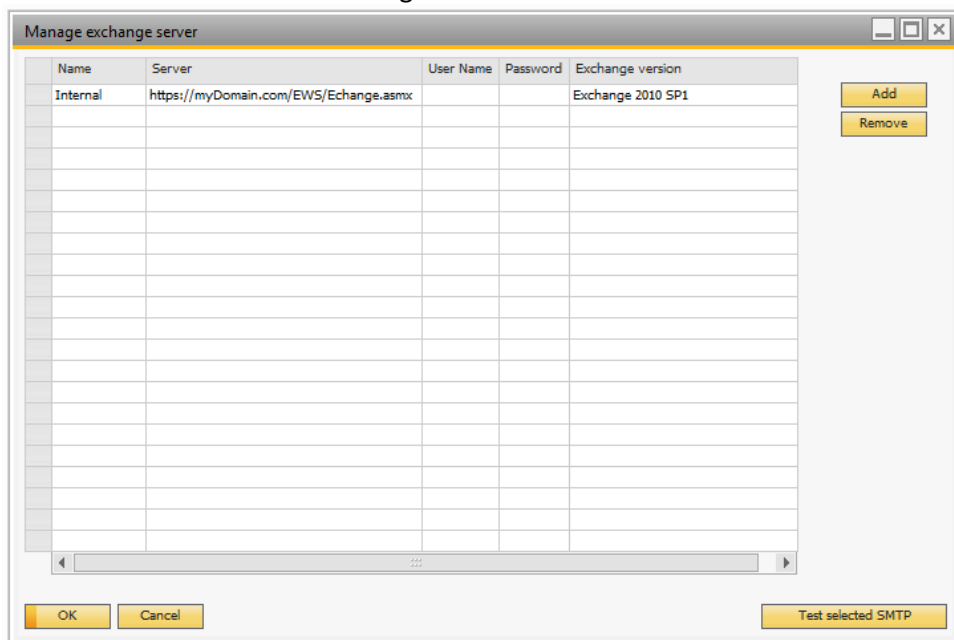 Manage exchange server
Name Server User Name Password Exchange version
Internal https://myDomain.com/EWS/Echange.asmx Exchange 2010 SP1
Add
Remove
OK Cancel Test selected SMTP